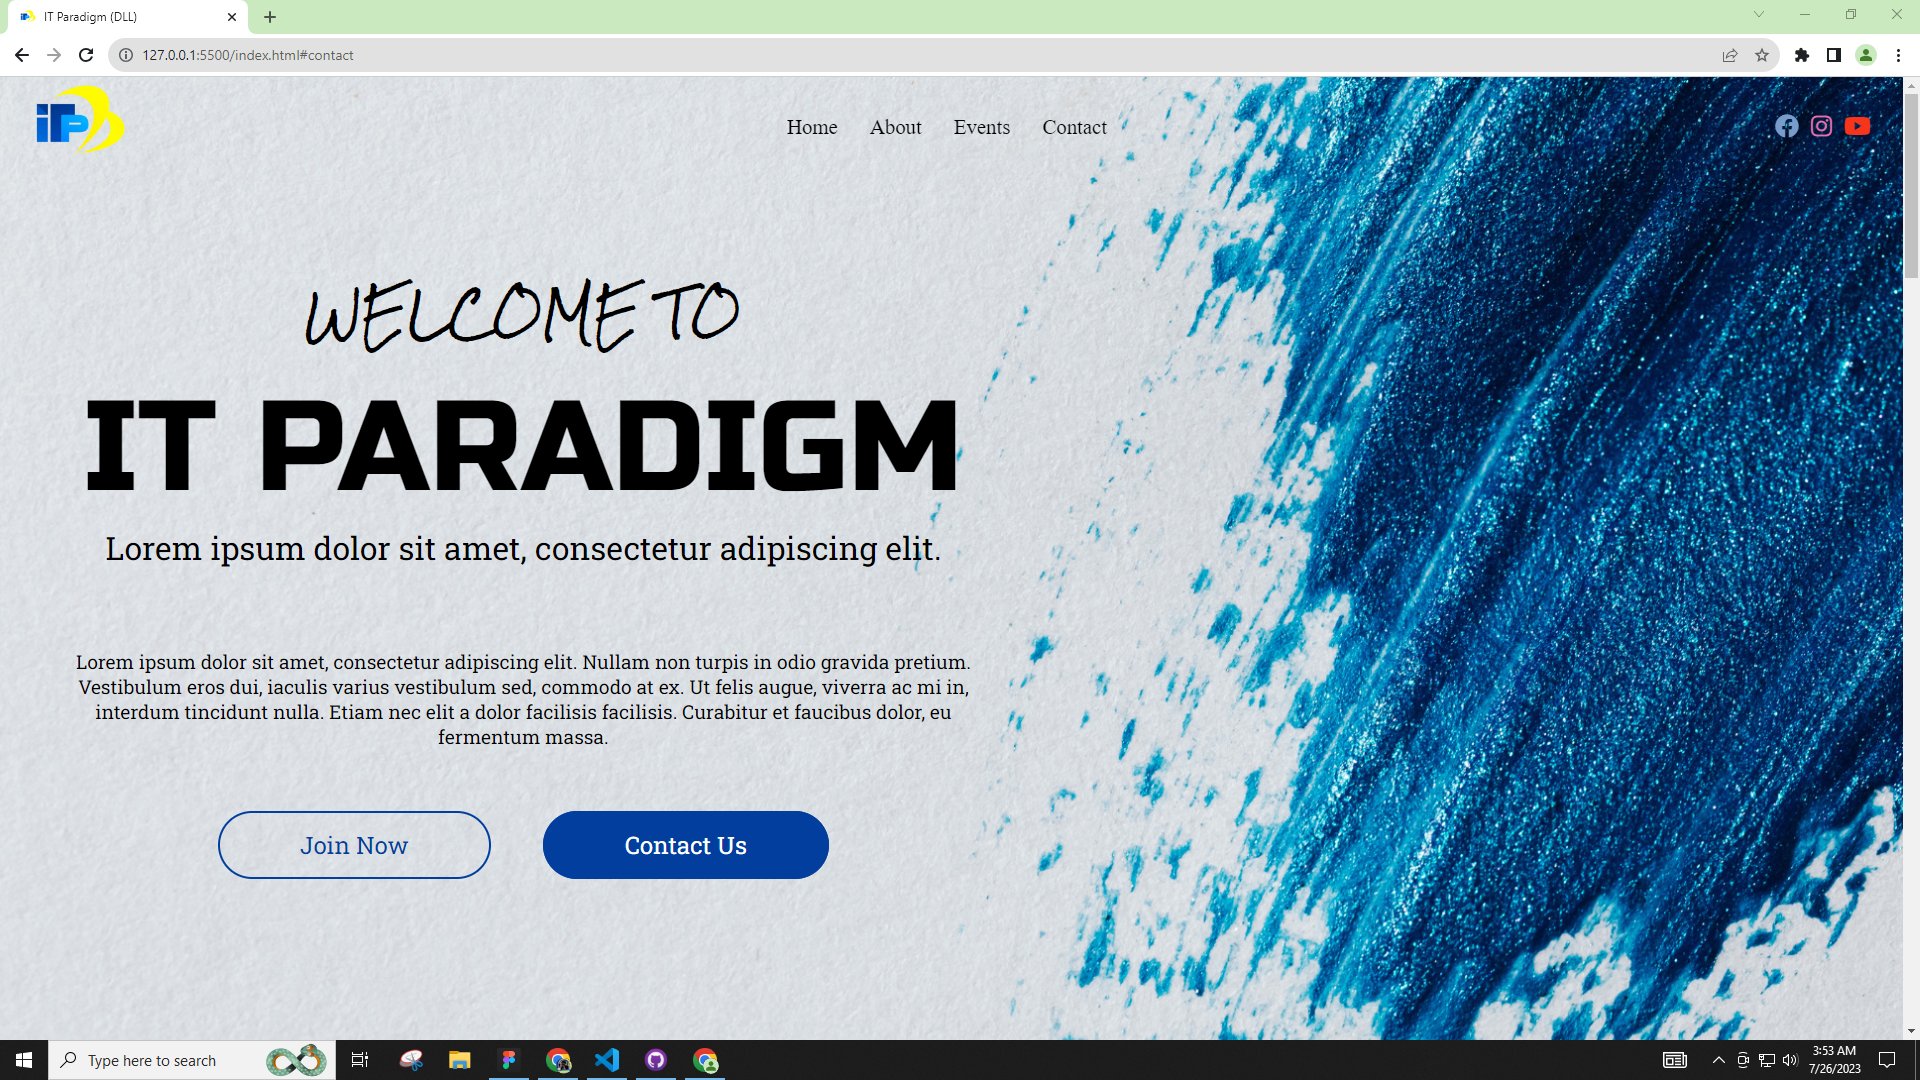 IT Paradigm (DLL)
127.0.0.1:5500/index.html#contact
iTP
Home About Events Contact
WELCOME TO
IT PARADIGM
Lorem ipsum dolor sit amet, consectetur adipiscing elit.
Lorem ipsum dolor sit amet, consectetur adipiscing elit. Nullam non turpis in odio gravida pretium.
Vestibulum eros dui, iaculis varius vestibulum sed, commodo at ex. Ut felis augue, viverra ac mi in,
interdum tincidunt nulla. Etiam nec elit a dolor facilisis facilisis. Curabitur et faucibus dolor, eu
fermentum massa.
Join Now Contact Us
Type here to search
3:53 AM
7/26/2023